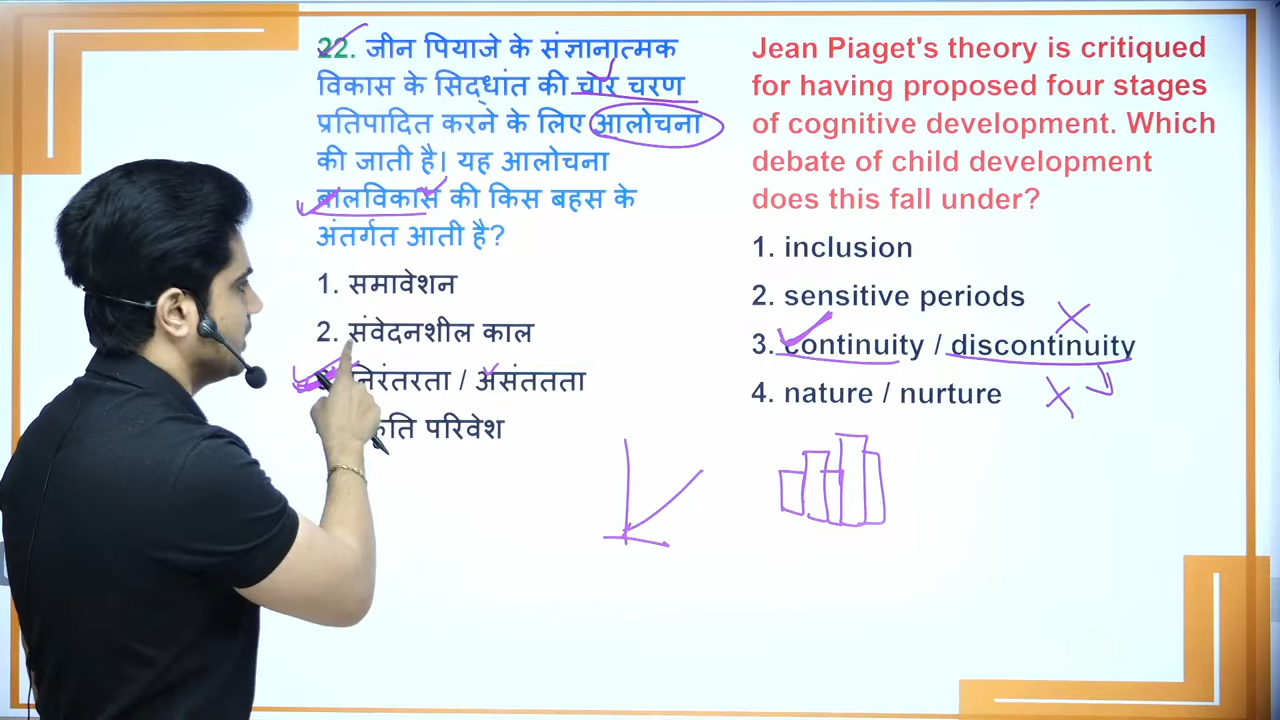 22. जीन पियाजे के संज्ञानात्मक
विकास के सिद्धांत की चार चरण
प्रतिपादित करने के लिए आलोचना
की जाती है। यह आलोचना
बालविकास की किस बहस के
अंतर्गत आती है?
1. समावेशन
2. संवेदनशील काल
निरंतरता / असंततता
परिवेश
Jean Piaget's theory is critiqued
for having proposed four stages
of cognitive development. Which
debate of child development
does this fall under?
1. inclusion
2. sensitive periods
3. continuity / discontinuity
4. nature / nurture